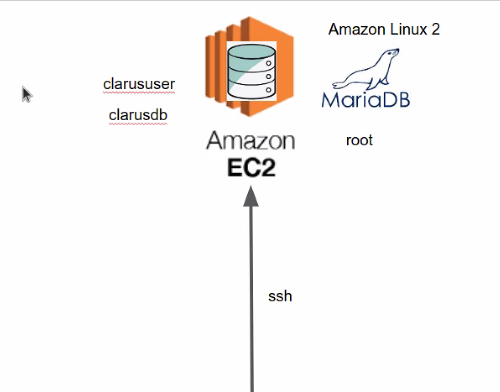 Amazon Linux 2
clarususer
MariaDB
clarusdb
Amazon
EC2
root
ssh